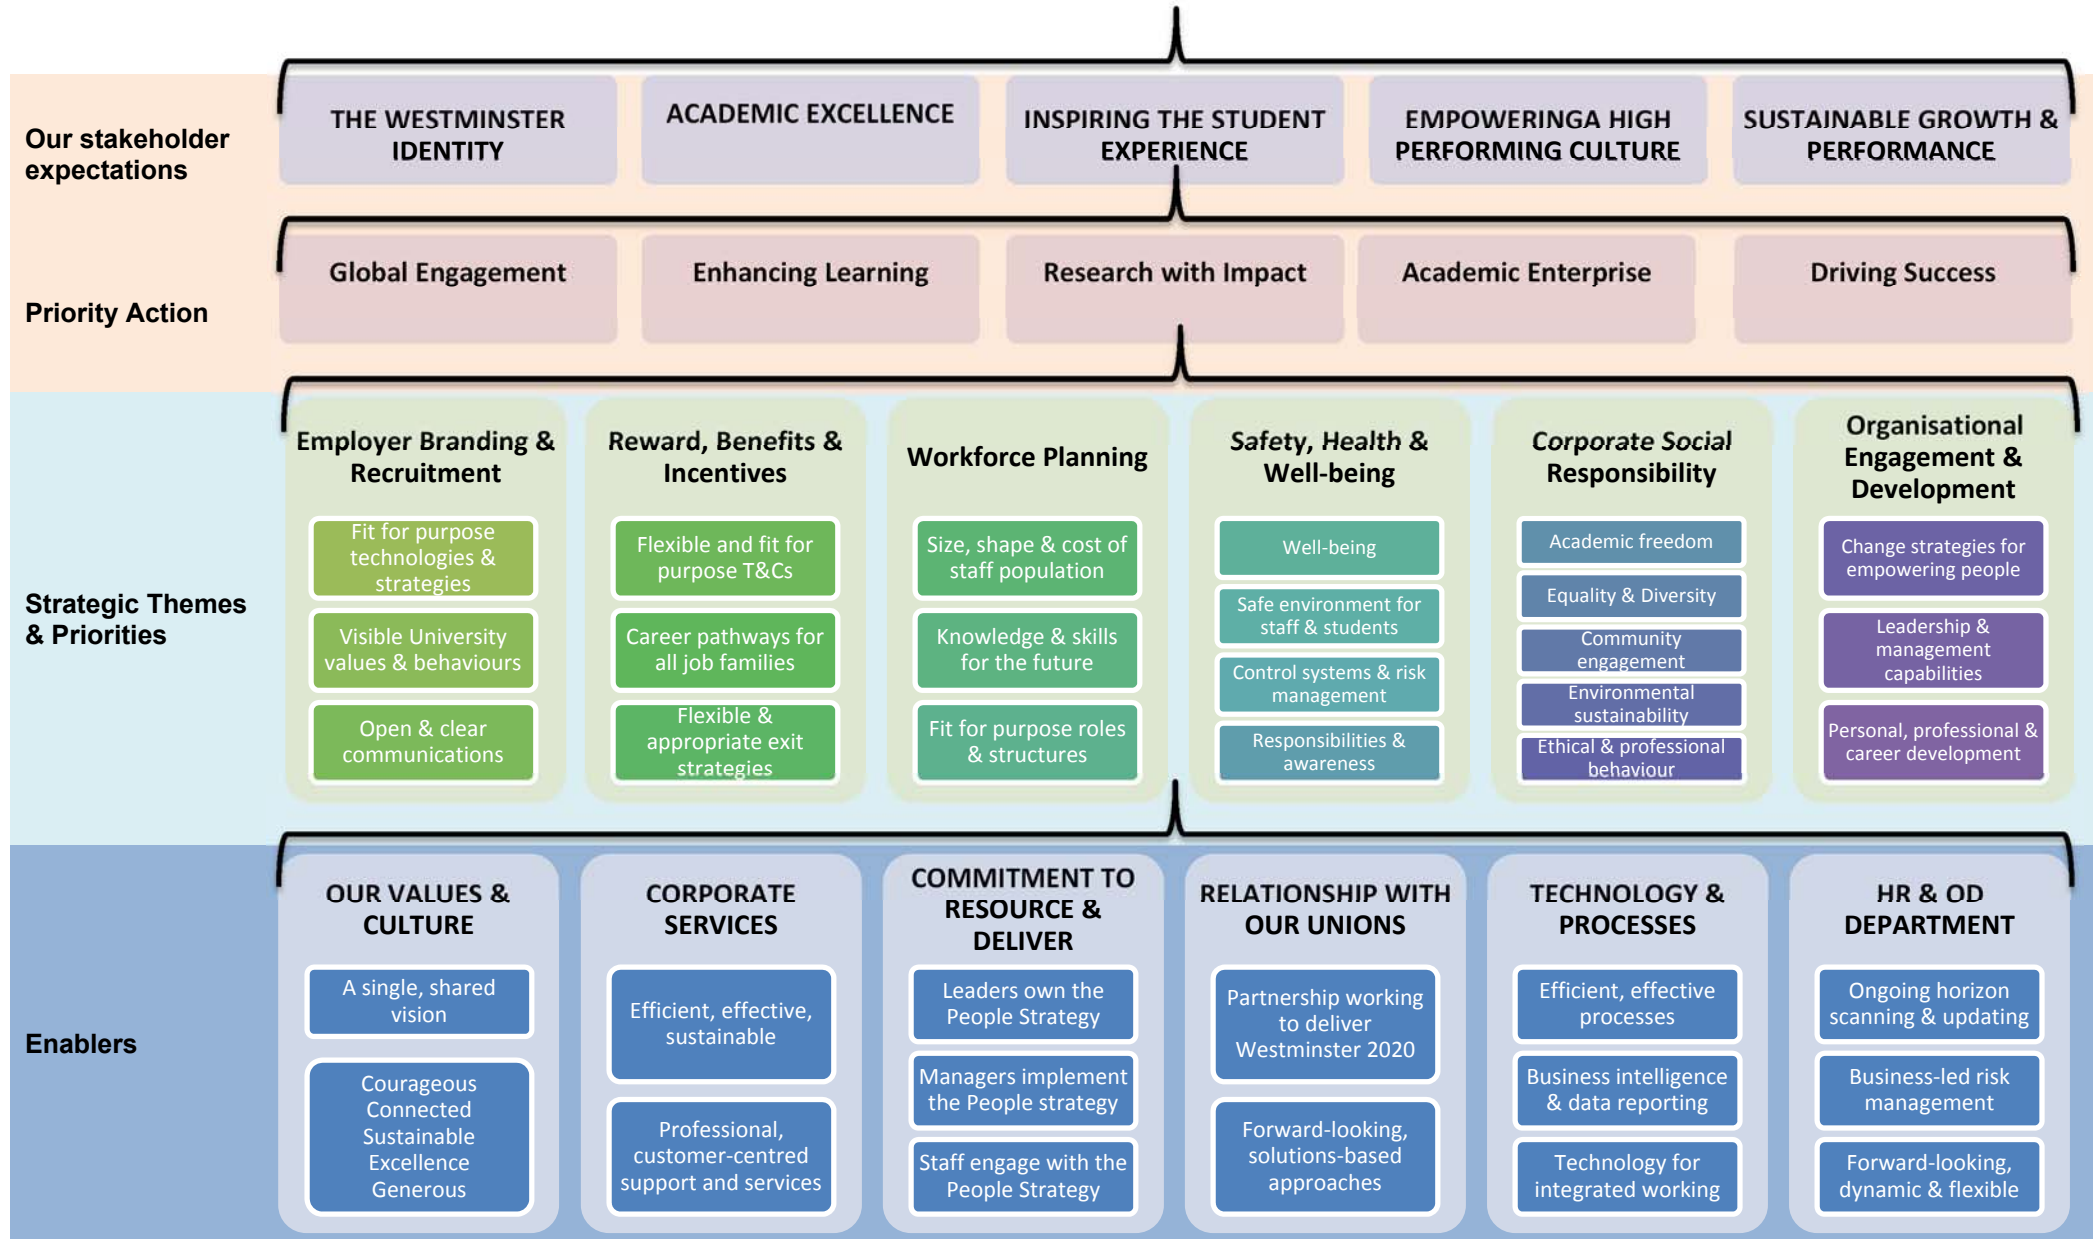 Our stakeholder
expectations
THE WESTMINSTER
IDENTITY
ACADEMIC EXCELLENCE
INSPIRING THE STUDENT
EXPERIENCE
EMPOWERINGA HIGH
PERFORMING CULTURE
SUSTAINABLE GROWTH &
PERFORMANCE
Priority Action
Global Engagement
Enhancing Learning
Research with Impact
Academic Enterprise
Driving Success
Strategic Themes
& Priorities
Employer Branding &
Recruitment
Fit for purpose
technologies &
strategies
Visible University
values & behaviours
Open & clear
communications
Reward, Benefits &
Incentives
Flexible and fit for
purpose T&Cs
Career pathways for
all job families
Flexible &
appropriate exit
strategies
Workforce Planning
Size, shape & cost of
staff population
Knowledge & skills
for the future
Fit for purpose roles
& structures
Safety, Health &
Well-being
Well-being
Safe environment for
staff & students
Control systems & risk
management
Responsibilities &
awareness
Corporate Social
Responsibility
Academic freedom
Equality & Diversity
Community
engagement
Environmental
sustainability
Ethical & professional
behaviour
Organisational
Engagement &
Development
Change strategies for
empowering people
Leadership &
management
capabilities
Personal, professional &
career development
Enablers
OUR VALUES &
CULTURE
A single, shared
vision
Courageous
Connected
Sustainable
Excellence
Generous
CORPORATE
SERVICES
Efficient, effective,
sustainable
Professional,
customer-centred
support and services
COMMITMENT TO
RESOURCE &
DELIVER
Leaders own the
People Strategy
Managers implement
the People strategy
Staff engage with the
People Strategy
RELATIONSHIP WITH
OUR UNIONS
Partnership working
to deliver
Westminster 2020
Forward-looking,
solutions-based
approaches
TECHNOLOGY &
PROCESSES
Efficient, effective
processes
Business intelligence
& data reporting
Technology for
integrated working
HR & OD
DEPARTMENT
Ongoing horizon
scanning & updating
Business-led risk
management
Forward-looking,
dynamic & flexible